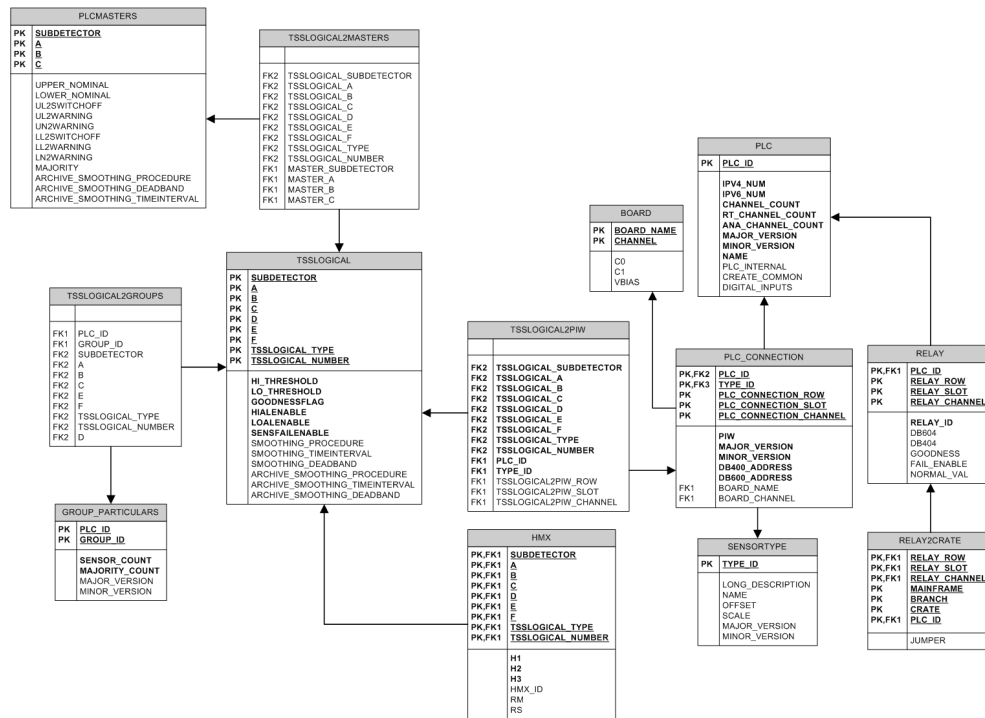 PLCMASTERS
PK SUBDETECTOR
PK A
PK B
PK C
UPPER_NOMINAL
LOWER_NOMINAL
UL2SWITCHOFF
UL2WARNING
UN2WARNING
LL2SWITCHOFF
LL2WARNING
LN2WARNING
MAJORITY
ARCHIVE_SMOOTHING_PROCEDURE
ARCHIVE_SMOOTHING_DEADBAND
ARCHIVE_SMOOTHING_TIMEINTERVAL
TSSLOGICAL2MASTERS
FK2 TSSLOGICAL_SUBDETECTOR
FK2 TSSLOGICAL_A
FK2 TSSLOGICAL_B
FK2 TSSLOGICAL_C
FK2 TSSLOGICAL_D
FK2 TSSLOGICAL_E
FK2 TSSLOGICAL_F
FK2 TSSLOGICAL_TYPE
FK2 TSSLOGICAL_NUMBER
FK1 MASTER_SUBDETECTOR
FK1 MASTER_A
FK1 MASTER_B
FK1 MASTER_C
PLC
PK PLC_ID
IPV4_NUM
IPV6_NUM
CHANNEL_COUNT
RT_CHANNEL_COUNT
ANA_CHANNEL_COUNT
MAJOR_VERSION
MINOR_VERSION
NAME
PLC_INTERNAL
CREATE_COMMON
DIGITAL_INPUTS
BOARD
PK BOARD_NAME
PK CHANNEL
C0
C1
VBIAS
TSSLOGICAL
PK SUBDETECTOR
PK A
PK B
PK C
PK D
PK E
PK F
PK TSSLOGICAL_TYPE
PK TSSLOGICAL_NUMBER
HI_THRESHOLD
LO_THRESHOLD
GOODNESSFLAG
HIALENABLE
LOALENABLE
SENSFAILENABLE
SMOOTHING_PROCEDURE
SMOOTHING_TIMEINTERVAL
SMOOTHING_DEADBAND
ARCHIVE_SMOOTHING_PROCEDURE
ARCHIVE_SMOOTHING_TIMEINTERVAL
ARCHIVE_SMOOTHING_DEADBAND
TSSLOGICAL2GROUPS
FK1 PLC_ID
FK1 GROUP_ID
FK2 SUBDETECTOR
FK2 A
FK2 B
FK2 C
FK2 E
FK2 F
FK2 TSSLOGICAL_TYPE
FK2 TSSLOGICAL_NUMBER
FK2 D
TSSLOGICAL2PIW
FK2 TSSLOGICAL_SUBDETECTOR
FK2 TSSLOGICAL_A
FK2 TSSLOGICAL_B
FK2 TSSLOGICAL_C
FK2 TSSLOGICAL_D
FK2 TSSLOGICAL_E
FK2 TSSLOGICAL_F
FK2 TSSLOGICAL_TYPE
FK2 TSSLOGICAL_NUMBER
FK1 PLC_ID
FK1 TYPE_ID
FK1 TSSLOGICAL2PIW_ROW
FK1 TSSLOGICAL2PIW_SLOT
FK1 TSSLOGICAL2PIW_CHANNEL
PLC_CONNECTION
PK,FK2 PLC_ID
PK,FK3 TYPE_ID
PK PLC_CONNECTION_ROW
PK PLC_CONNECTION_SLOT
PK PLC_CONNECTION_CHANNEL
PIW
MAJOR_VERSION
MINOR_VERSION
DB400_ADDRESS
DB600_ADDRESS
FK1 BOARD_NAME
FK1 BOARD_CHANNEL
RELAY
PK,FK1 PLC_ID
PK RELAY_ROW
PK RELAY_SLOT
PK RELAY_CHANNEL
RELAY_ID
DB604
DB404
GOODNESS
FAIL_ENABLE
NORMAL_VAL
GROUP_PARTICULARS
PK PLC_ID
PK GROUP_ID
SENSOR_COUNT
MAJORITY_COUNT
MAJOR_VERSION
MINOR_VERSION
HMX
PK,FK1 SUBDETECTOR
PK,FK1 A
PK,FK1 B
PK,FK1 C
PK,FK1 D
PK,FK1 E
PK,FK1 F
PK,FK1 TSSLOGICAL_TYPE
PK,FK1 TSSLOGICAL_NUMBER
H1
H2
H3
HMX_ID
RM
RS
SENSORTYPE
PK TYPE_ID
LONG_DESCRIPTION
NAME
OFFSET
SCALE
MAJOR_VERSION
MINOR_VERSION
RELAY2CRATE
PK,FK1 RELAY_ROW
PK,FK1 RELAY_SLOT
PK,FK1 RELAY_CHANNEL
PK MAINFRAME
PK BRANCH
PK CRATE
PK,FK1 PLC_ID
JUMPER